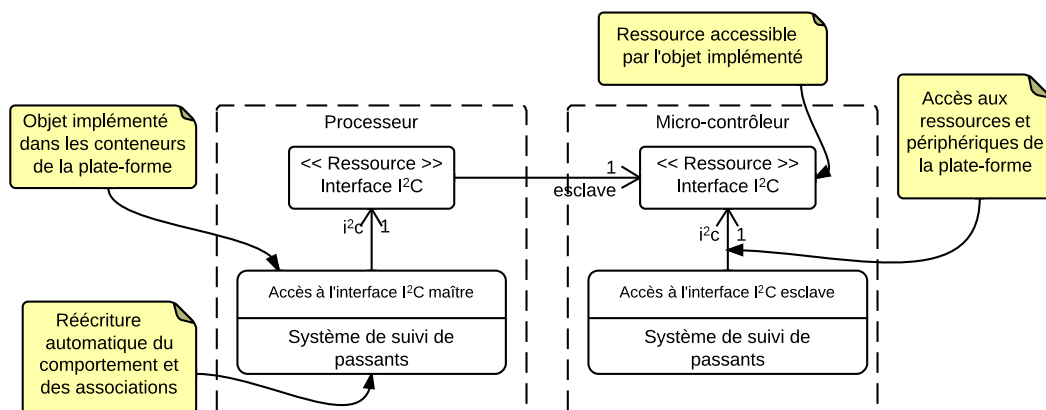 Ressource accessible
par l'objet implémenté
Objet implémenté
dans les conteneurs
de la plate-forme
Processeur
Micro-contrôleur
Accès aux
ressources et
périphériques de
la plate-forme
<< Ressource >>
Interface I²C
1
esclave
<< Ressource >>
Interface I²C
i²c
1
i²c
1
Accès à l'interface I²C maître
Système de suivi de
passants
Accès à l'interface I²C esclave
Système de suivi de
passants
Réécriture
automatique du
comportement et
des associations